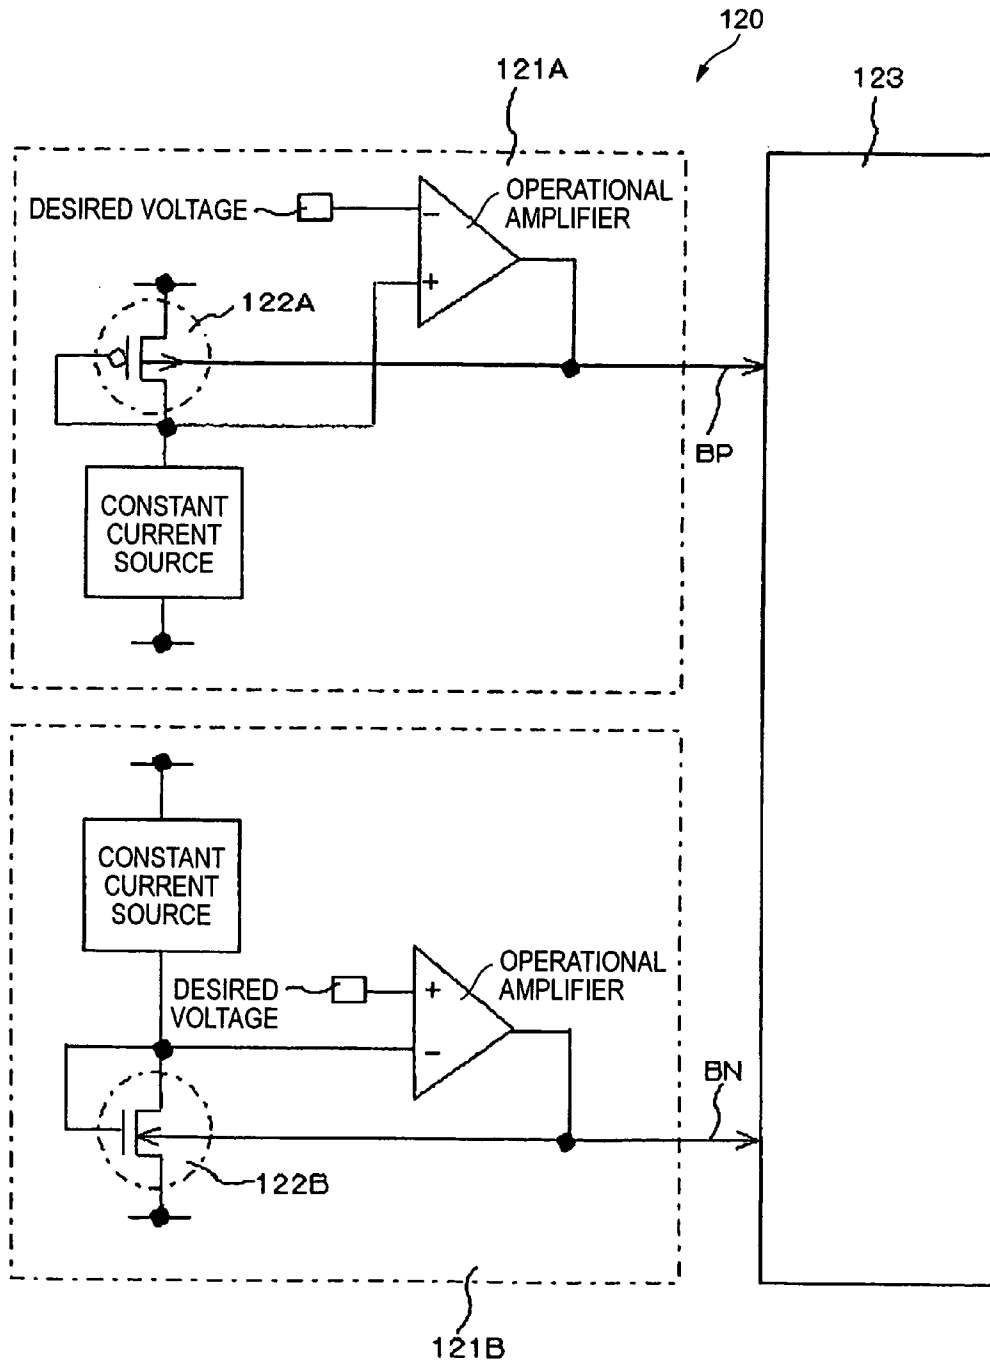 120
121A
123
DESIRED VOLTAGE
OPERATIONAL
AMPLIFIER
−
+
122A
BP
CONSTANT
CURRENT
SOURCE
CONSTANT
CURRENT
SOURCE
DESIRED
VOLTAGE
OPERATIONAL
AMPLIFIER
+
−
BN
122B
121B